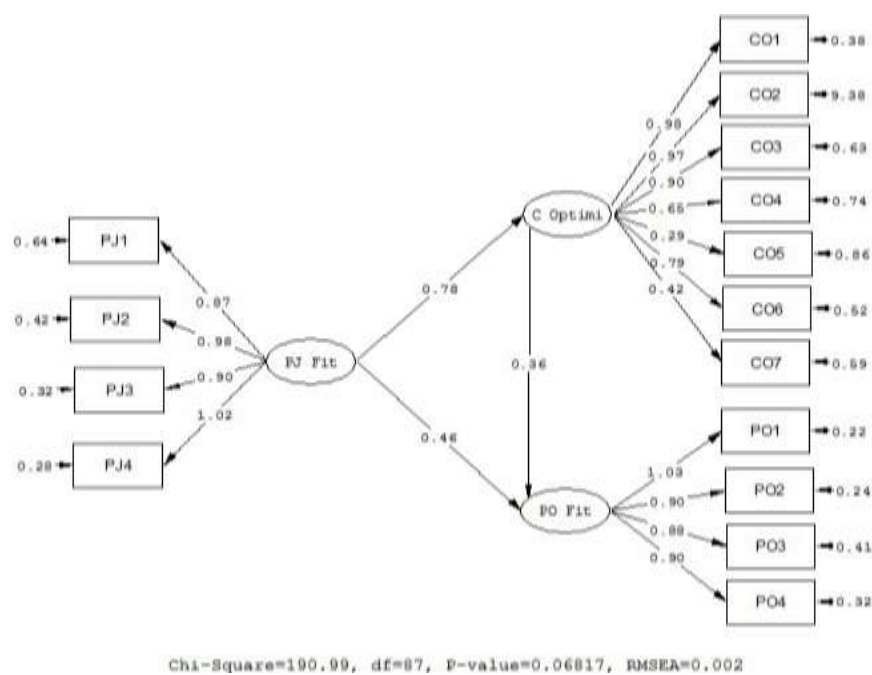 CO1 0.38
CO2 9.38
CO3 0.63
CO4 0.74
CO5 0.86
CO6 0.52
CO7 0.59
0.98
0.97
0.90
0.65
0.29
0.79
0.42
C Optimi
0.64 PJ1
0.42 PJ2
0.32 PJ3
0.28 PJ4
0.87
0.98
0.90
1.02
PJ Fit
0.78
0.36
0.46
PO Fit
1.03
0.90
0.88
0.90
PO1 0.22
PO2 0.24
PO3 0.41
PO4 0.32
Chi-Square=190.99, df=87, P-value=0.06817, RMSEA=0.002